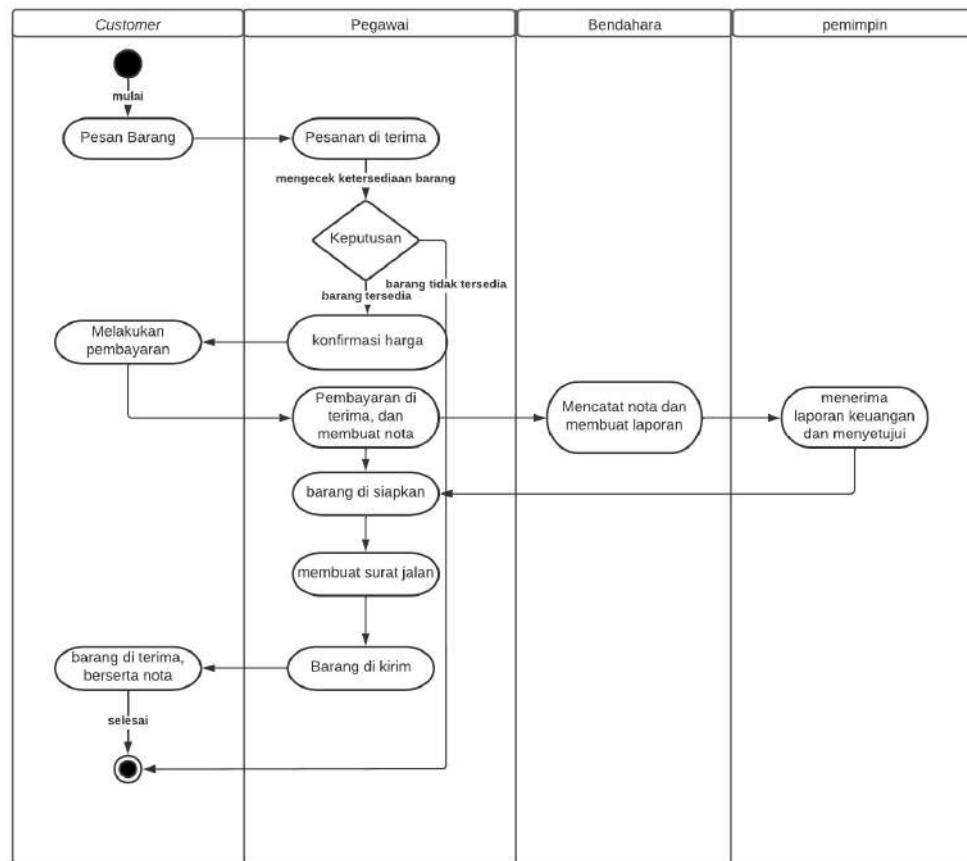 Customer
Pegawai
Bendahara
pemimpin
mulai
Pesan Barang
Pesanan di terima
mengecek ketersediaan barang
Keputusan
barang tidak tersedia
barang tersedia
Melakukan
pembayaran
konfirmasi harga
Pembayaran di
terima, dan
membuat nota
Mencatat nota dan
membuat laporan
menerima
laporan keuangan
dan menyetujui
barang di siapkan
membuat surat jalan
barang di terima,
berserta nota
Barang di kirim
selesai